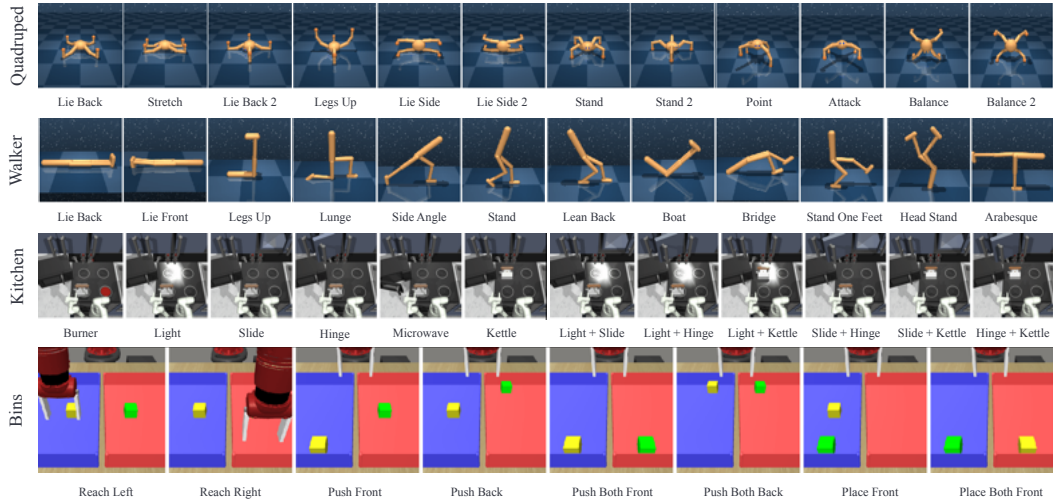 Quadruped
Lie Back Stretch Lie Back 2 Legs Up Lie Side Lie Side 2 Stand Stand 2 Point Attack Balance Balance 2
Walker
Lie Back Lie Front Legs Up Lunge Side Angle Stand Lean Back Boat Bridge Stand One Feet Head Stand Arabesque
Kitchen
Burner Light Slide Hinge Microwave Kettle Light + Slide Light + Hinge Light + Kettle Slide + Hinge Slide + Kettle Hinge + Kettle
Bins
Reach Left Reach Right Push Front Push Back Push Both Front Push Both Back Place Front Place Both Front